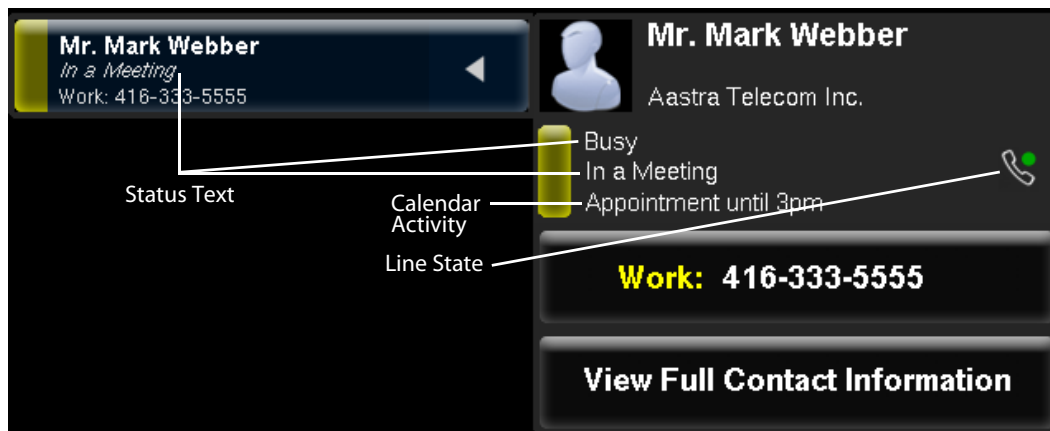 Mr. Mark Webber
In a Meeting
Work: 416-333-5555
Status Text
Mr. Mark Webber
Aastra Telecom Inc.
Busy
In a Meeting
Appointment until 3pm
Calendar
Activity
Line State
Work: 416-333-5555
View Full Contact Information